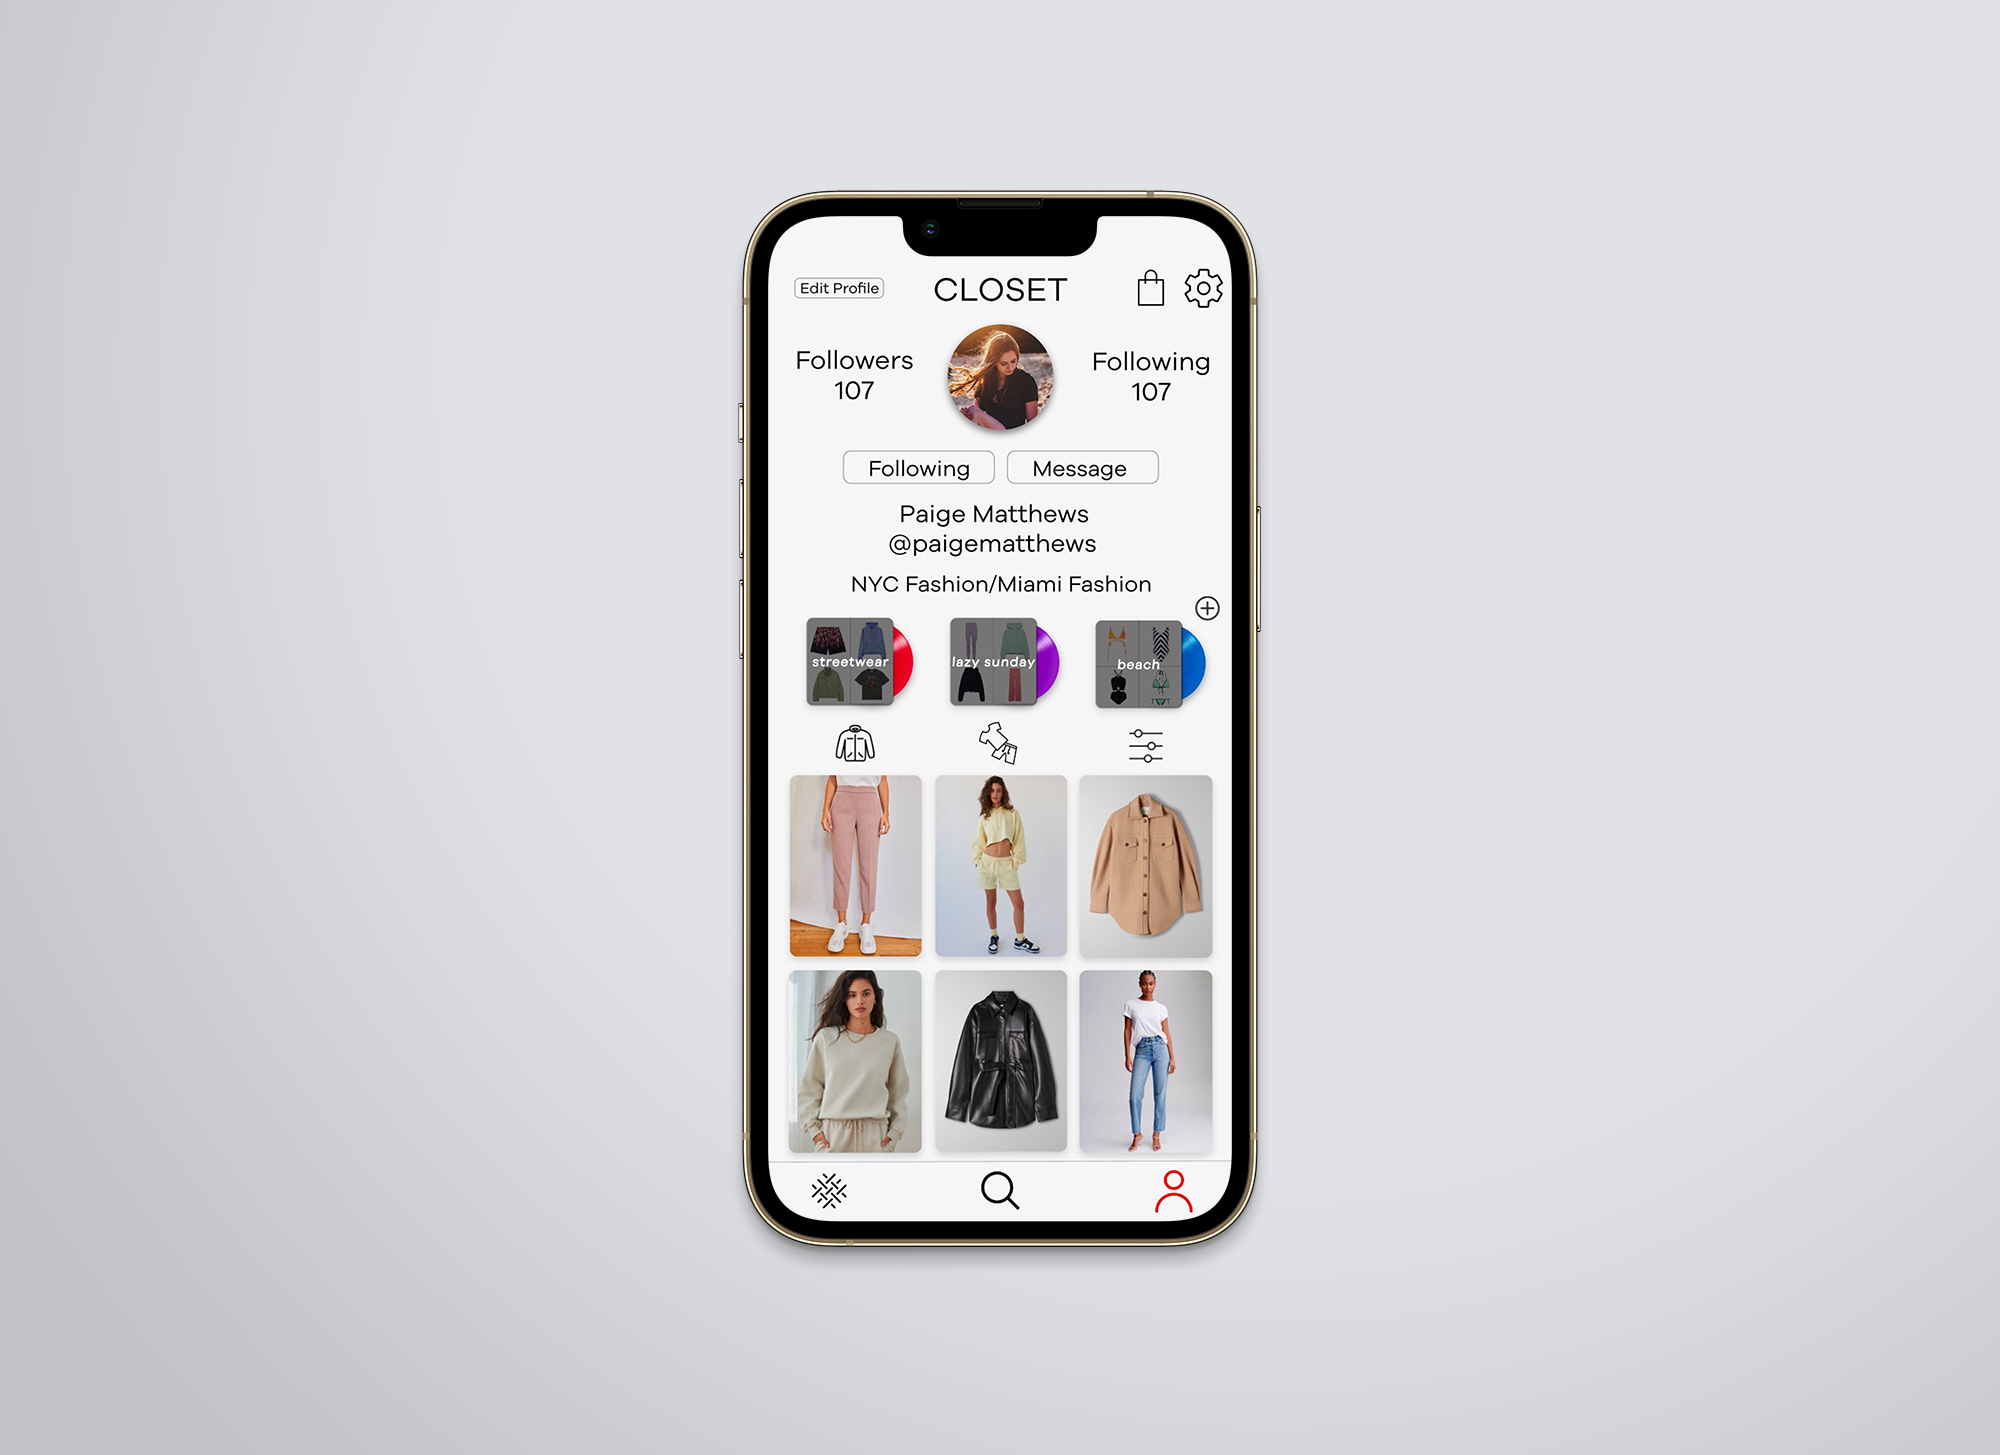 Edit Profile
CLOSET
Followers
107
Following
107
Following
Message
Paige Matthews
@paigematthews
NYC Fashion/Miami Fashion
streetwear
lazy sunday
beach